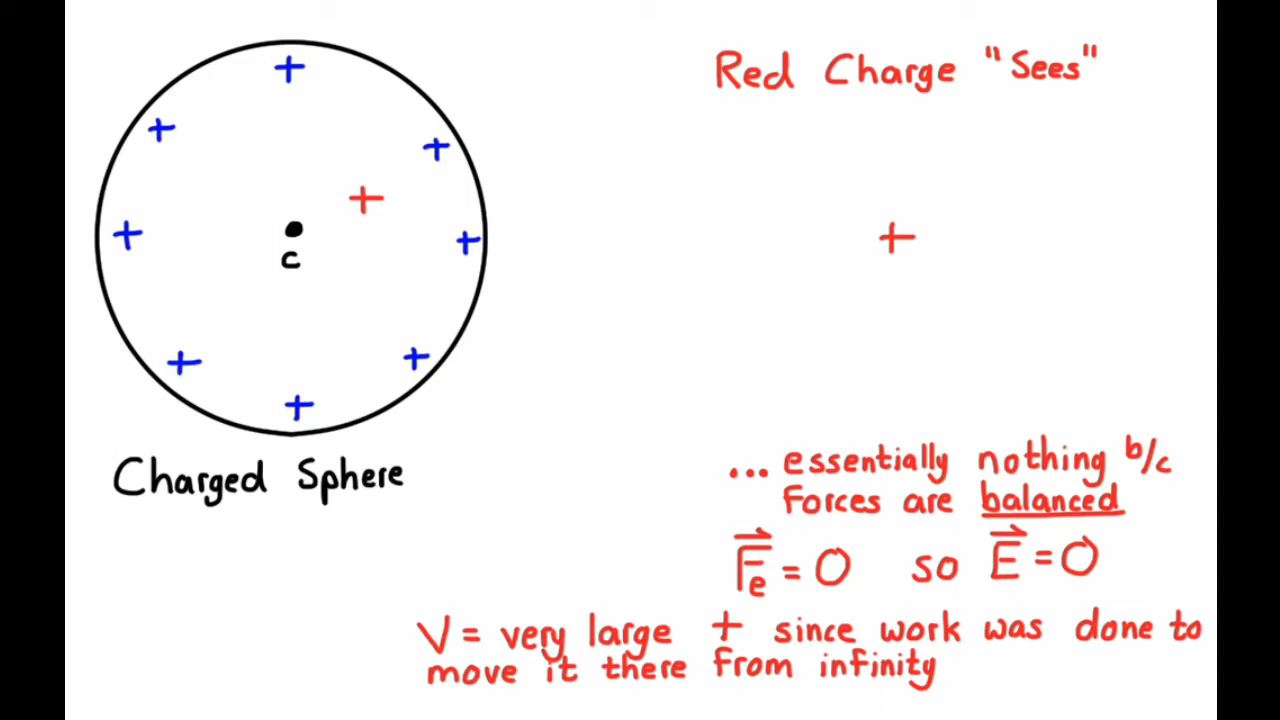 Red Charge "Sees"
+
+
+
+
+
+
+
+
+
+
c
Charged Sphere
... essentially nothing b/c
Forces are balanced
F⃗e = 0 so E⃗ = 0
V = very large + since work was done to
move it there from infinity